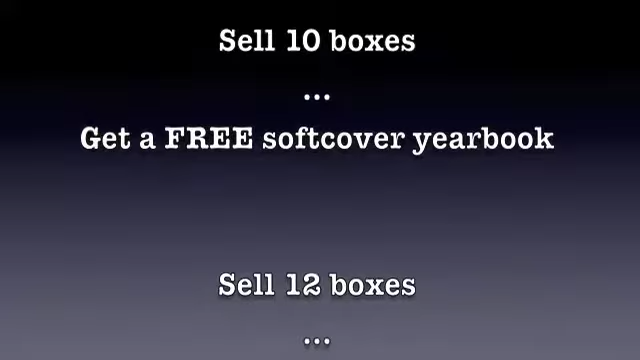 Sell 10 boxes
...
Get a FREE softcover yearbook
Sell 12 boxes
...